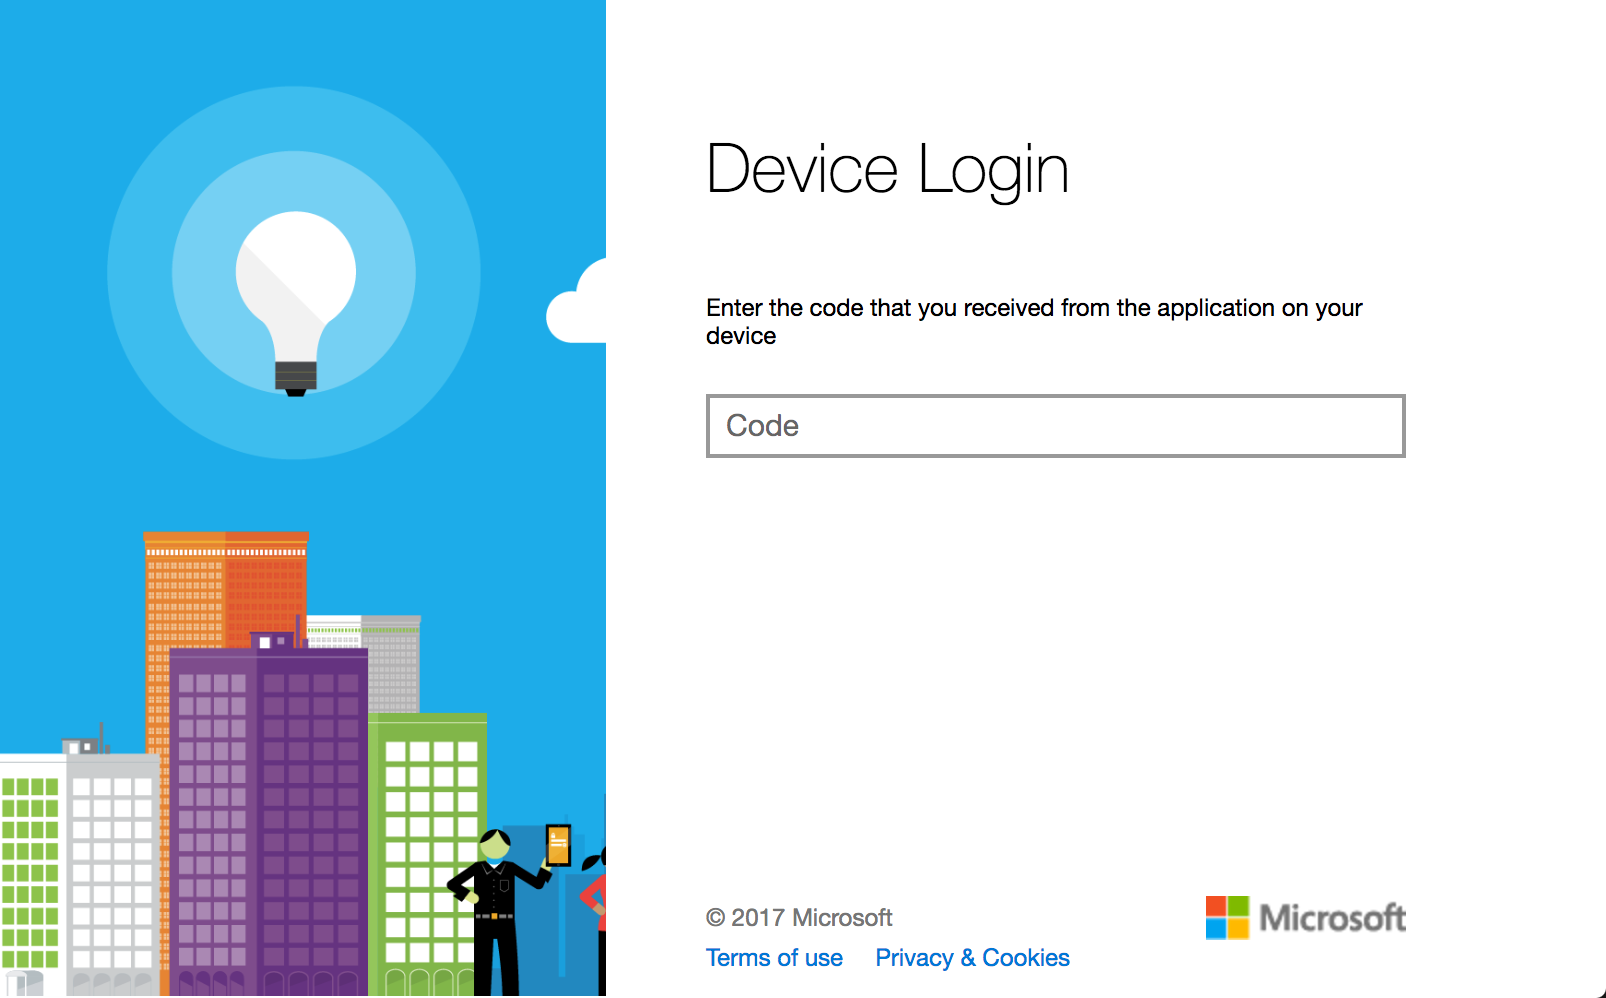 Device Login
Enter the code that you received from the application on your
device
Code
© 2017 Microsoft
Terms of use Privacy & Cookies
Microsoft